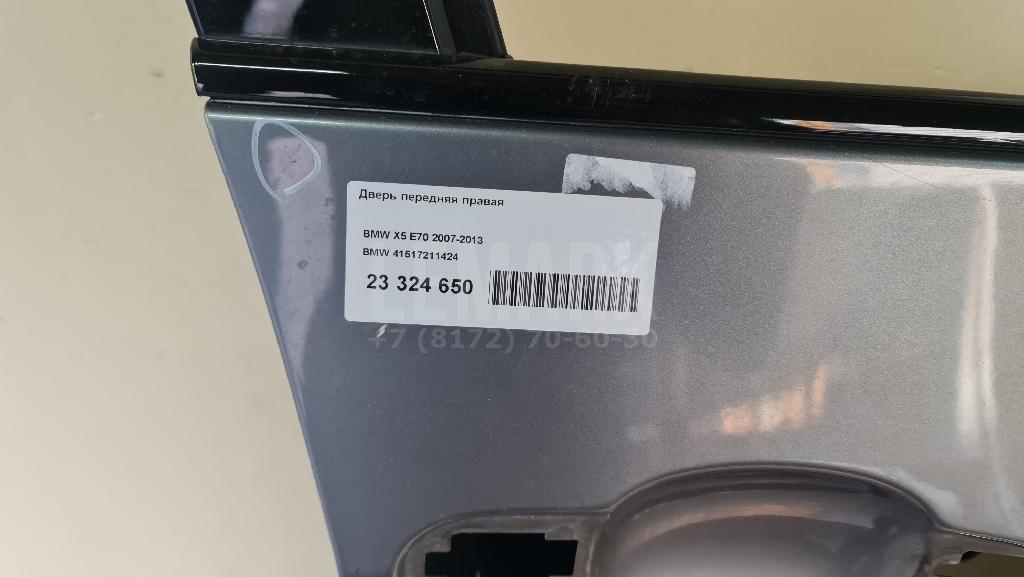 Дверь передняя правая
BMW X5 E70 2007-2013
BMW 41517211424
23 324 650
+7 (8172) 70-60-30